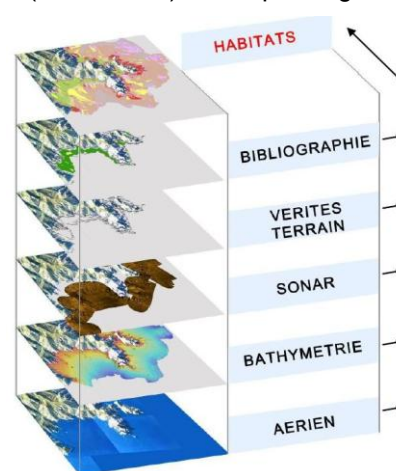 HABITATS
BIBLIOGRAPHIE
VERITES
TERRAIN
SONAR
BATHYMETRIE
AERIEN